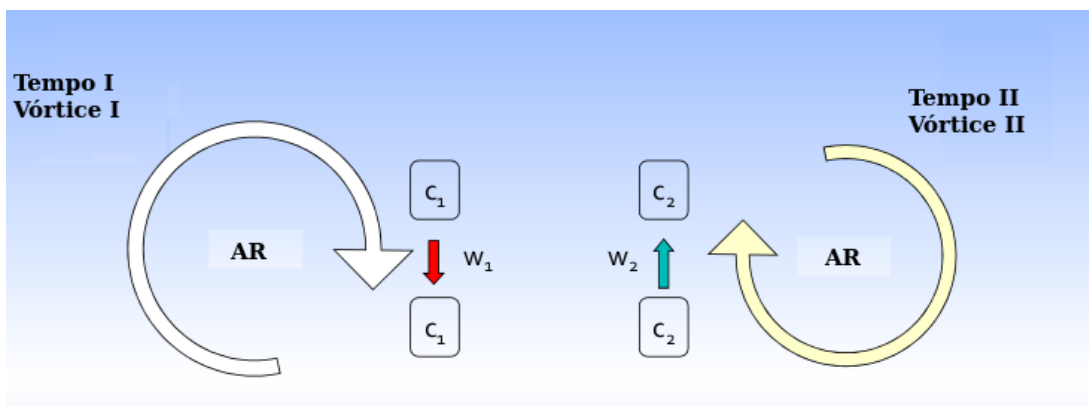 Tempo I
Vórtice I
Tempo II
Vórtice II
C₁
C₂
AR
W₁
W₂
AR
C₁
C₂